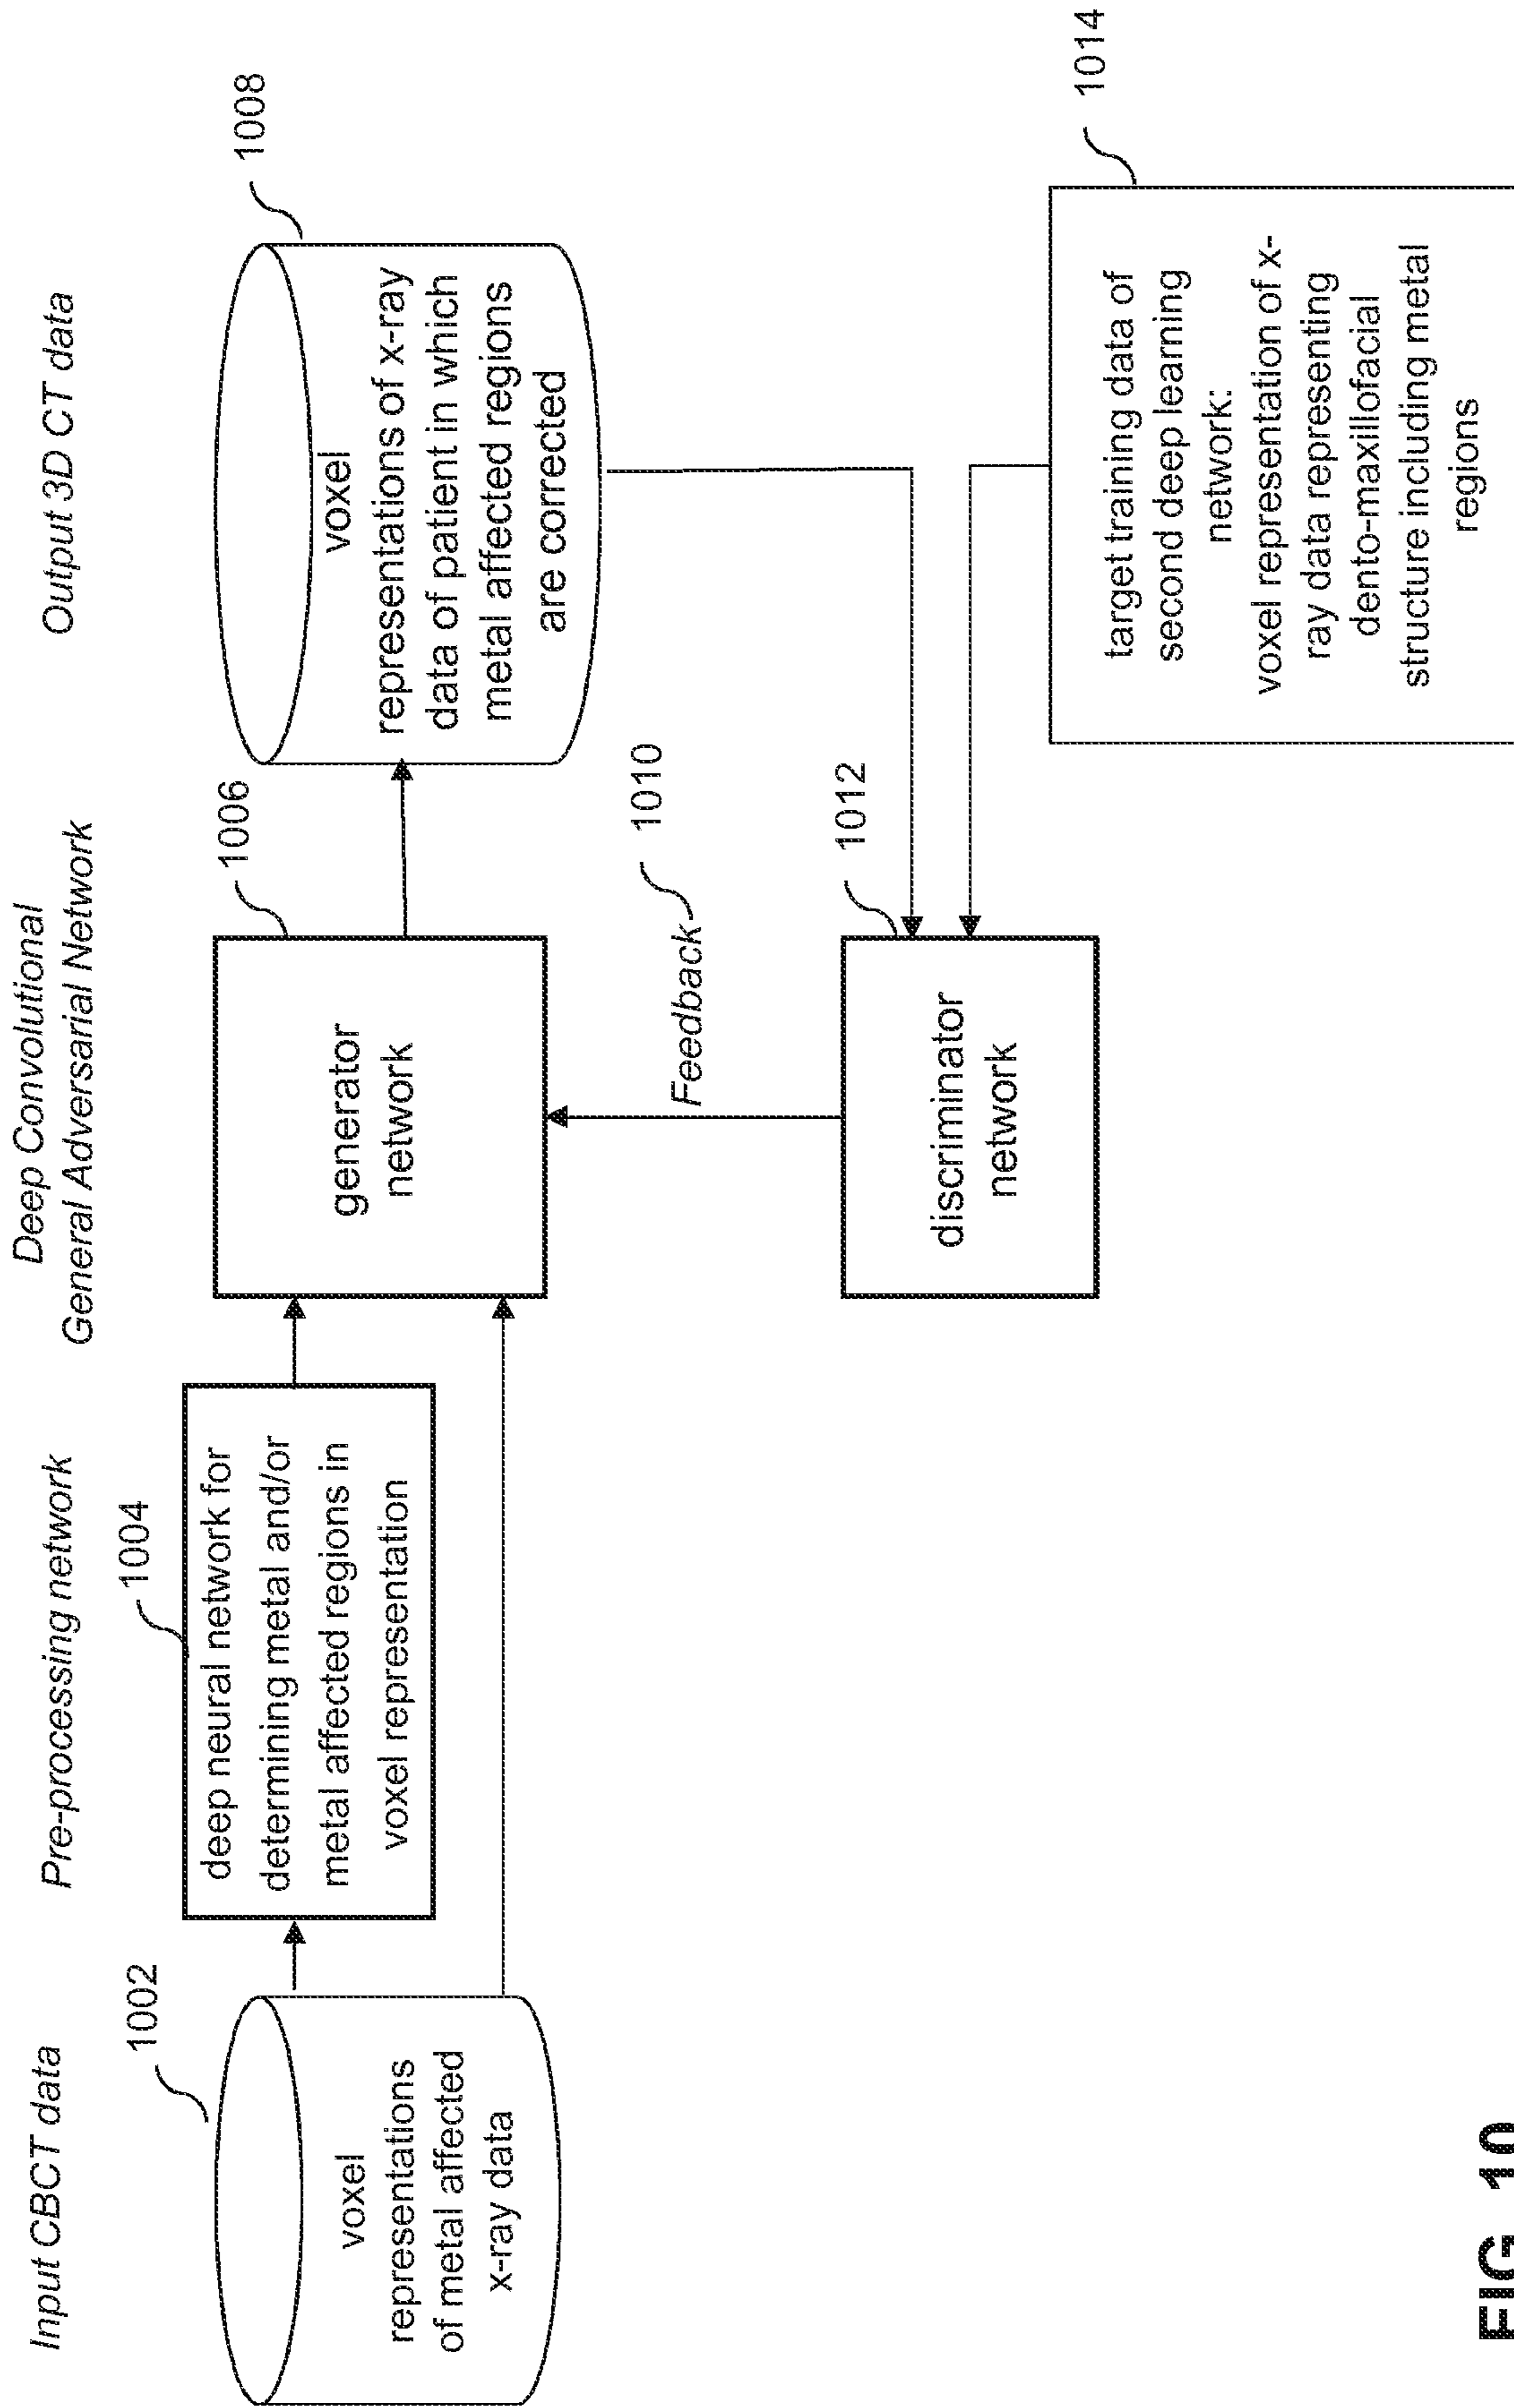 Input CBCT data
Pre-processing network
Deep Convolutional
General Adversarial Network
Output 3D CT data
1002
voxel
representations
of metal affected
x-ray data
1004
deep neural network for
determining metal and/or
metal affected regions in
voxel representation
1006
generator
network
1008
voxel
representations of x-ray
data of patient in which
metal affected regions
are corrected
Feedback
1010
1012
discriminator
network
1014
target training data of
second deep learning
network:
voxel representation of x-
ray data representing
dento-maxillofacial
structure including metal
regions
FIG. 10